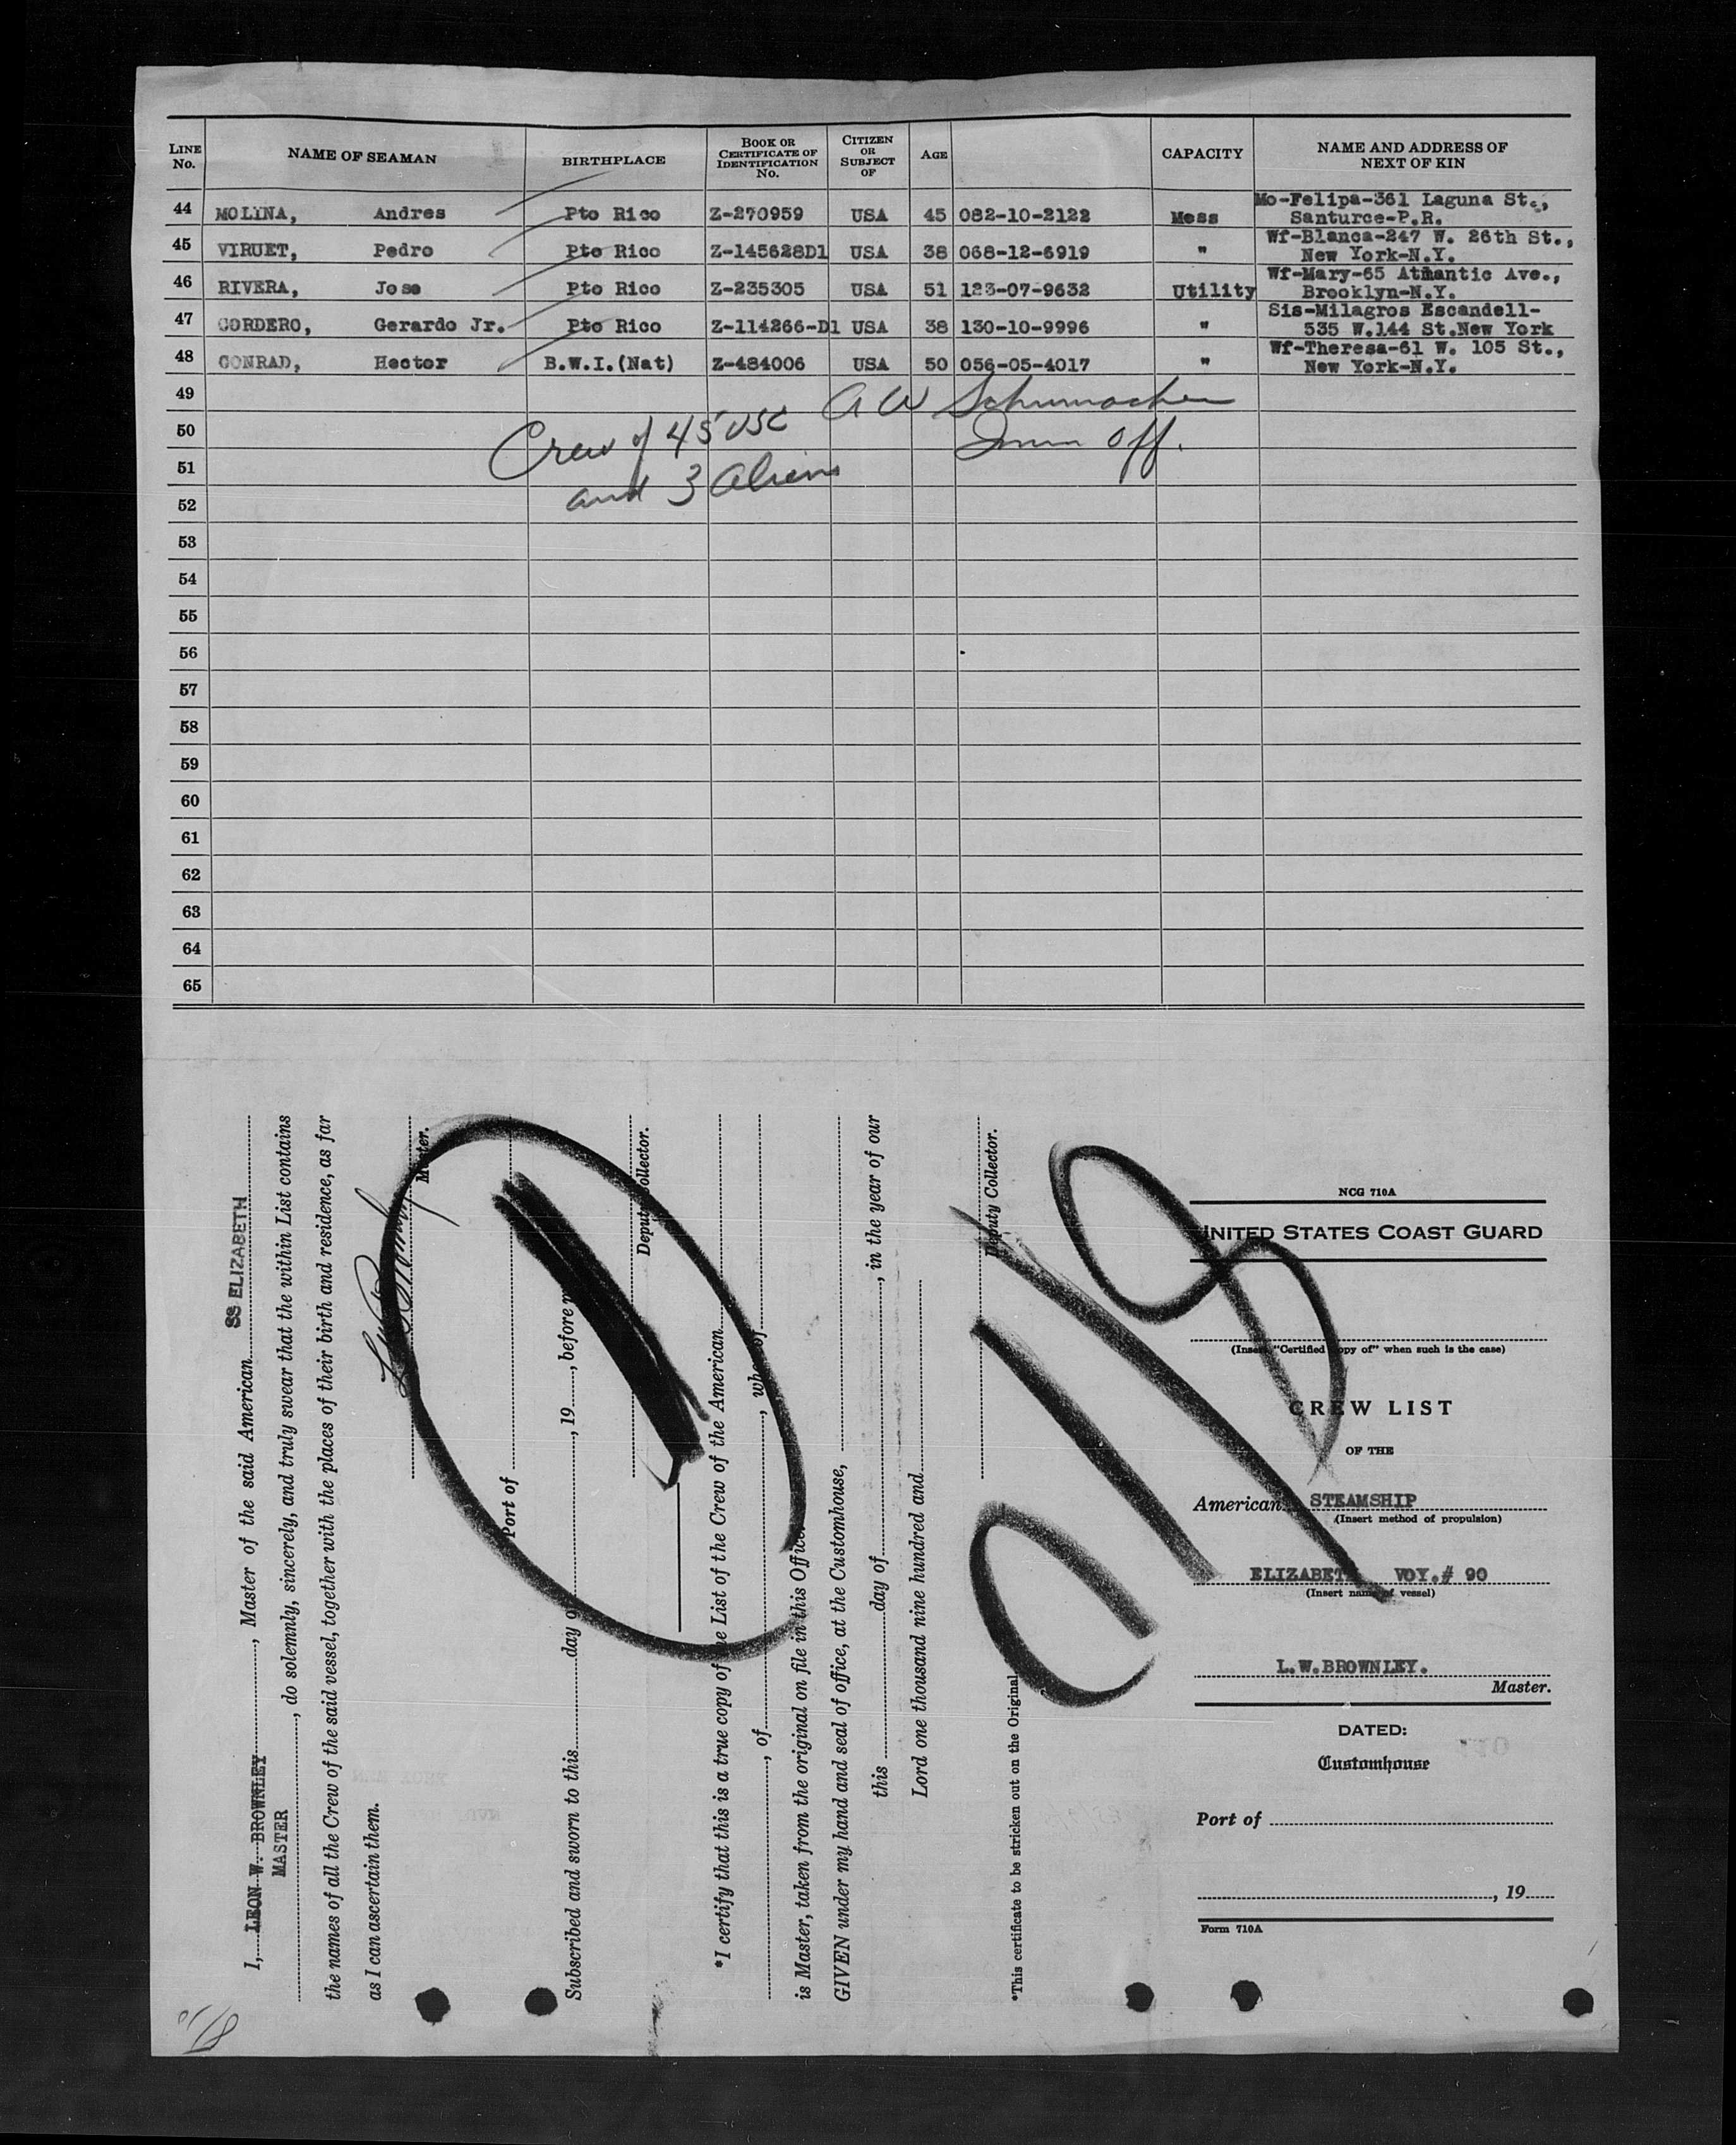 LINE No. NAME OF SEAMAN BIRTHPLACE BOOK OR CERTIFICATE OF IDENTIFICATION No. CITIZEN OR SUBJECT OF AGE CAPACITY NAME AND ADDRESS OF NEXT OF KIN
44 MOLINA, Andres Pto Rico Z-270959 USA 45 082-10-2122 Mess Mo-Felipa-361 Laguna St., Santurce-P.R.
45 VIRUET, Pedro Pto Rico Z-145628D1 USA 38 068-12-6919 " Wf-Blanca-247 W. 26th St., New York-N.Y.
46 RIVERA, Jose Pto Rico Z-235305 USA 51 123-07-9632 Utility Wf-Mary-65 Atmantic Ave., Brooklyn-N.Y.
47 CORDERO, Gerardo Jr. Pto Rico Z-114266-D1 USA 38 130-10-9996 " Sis-Milagros Escandell- 535 W.144 St.New York
48 CONRAD, Hector B.W.I.(Nat) Z-484006 USA 50 056-05-4017 " Wf-Theresa-61 W. 105 St., New York-N.Y.
49 A W Schumacher
50 Crew of 45 USC Imm Off.
51 and 3 Aliens
52
53
54
55
56
57
58
59
60
61
62
63
64
65
I, LEON W. BROWNLEY, Master of the said American SS ELIZABETH
MASTER, do solemnly, sincerely, and truly swear that the within List contains
the names of all the Crew of the said vessel, together with the places of their birth and residence, as far
as I can ascertain them.
Master.
Port of
Subscribed and sworn to this day of , 19 , before
Deputy Collector.
*I certify that this is a true copy of the List of the Crew of the American
, of , whereof
is Master, taken from the original on file in this Office.
GIVEN under my hand and seal of office, at the Customhouse,
this day of , in the year of our
Lord one thousand nine hundred and
Deputy Collector.
*This certificate to be stricken out on the Original
NCG 710A
UNITED STATES COAST GUARD
(Insert "Certified Copy of" when such is the case)
CREW LIST
OF THE
American STEAMSHIP
(Insert method of propulsion)
ELIZABETH VOY.# 90
(Insert name of vessel)
L.W.BROWNLEY.
Master.
DATED:
Customhouse
Port of
, 19
Form 710A